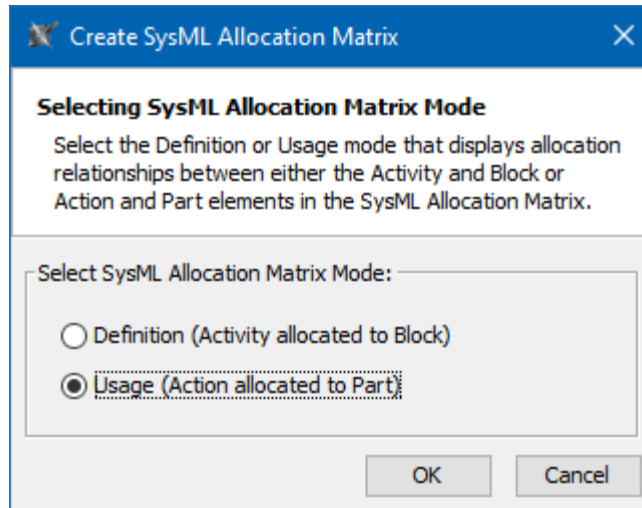 Create SysML Allocation Matrix
Selecting SysML Allocation Matrix Mode
Select the Definition or Usage mode that displays allocation
relationships between either the Activity and Block or
Action and Part elements in the SysML Allocation Matrix.
Select SysML Allocation Matrix Mode:
Definition (Activity allocated to Block)
Usage (Action allocated to Part)
OK Cancel